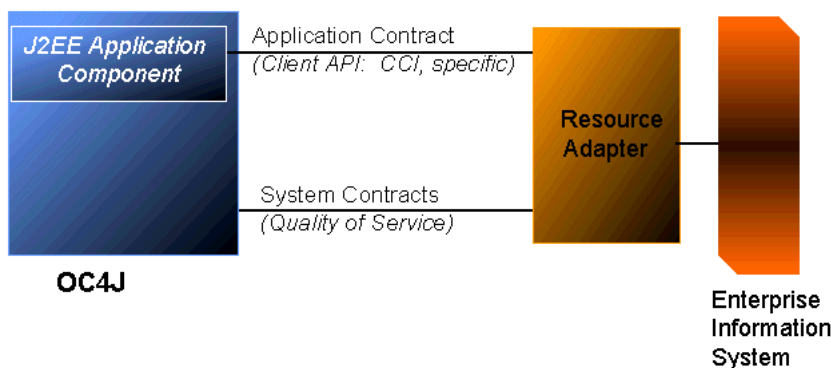 J2EE Application
Component
Application Contract
(Client API: CCI, specific)
Resource
Adapter
System Contracts
(Quality of Service)
OC4J
Enterprise
Information
System